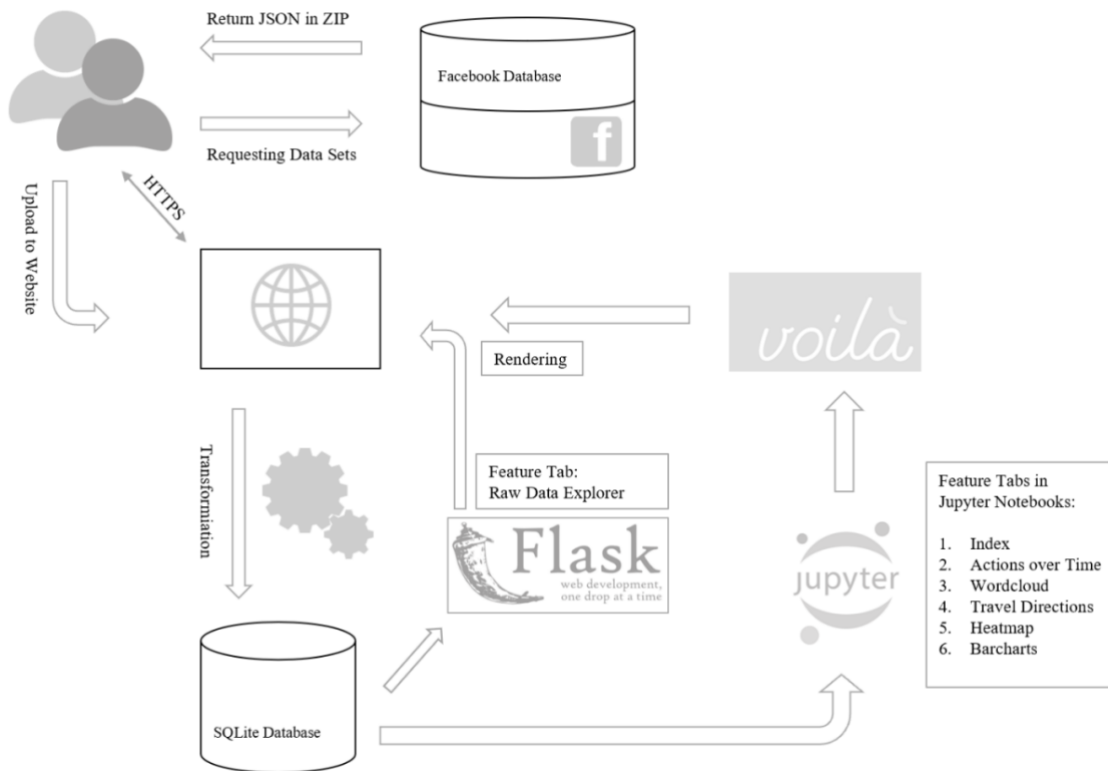 Return JSON in ZIP
Facebook Database
f
Requesting Data Sets
HTTPS
Upload to Website
voilà
Rendering
Transformiation
Feature Tab:
Raw Data Explorer
Flask
web development,
one drop at a time
Feature Tabs in
Jupyter Notebooks:
1. Index
2. Actions over Time
3. Wordcloud
4. Travel Directions
5. Heatmap
6. Barcharts
jupyter
SQLite Database